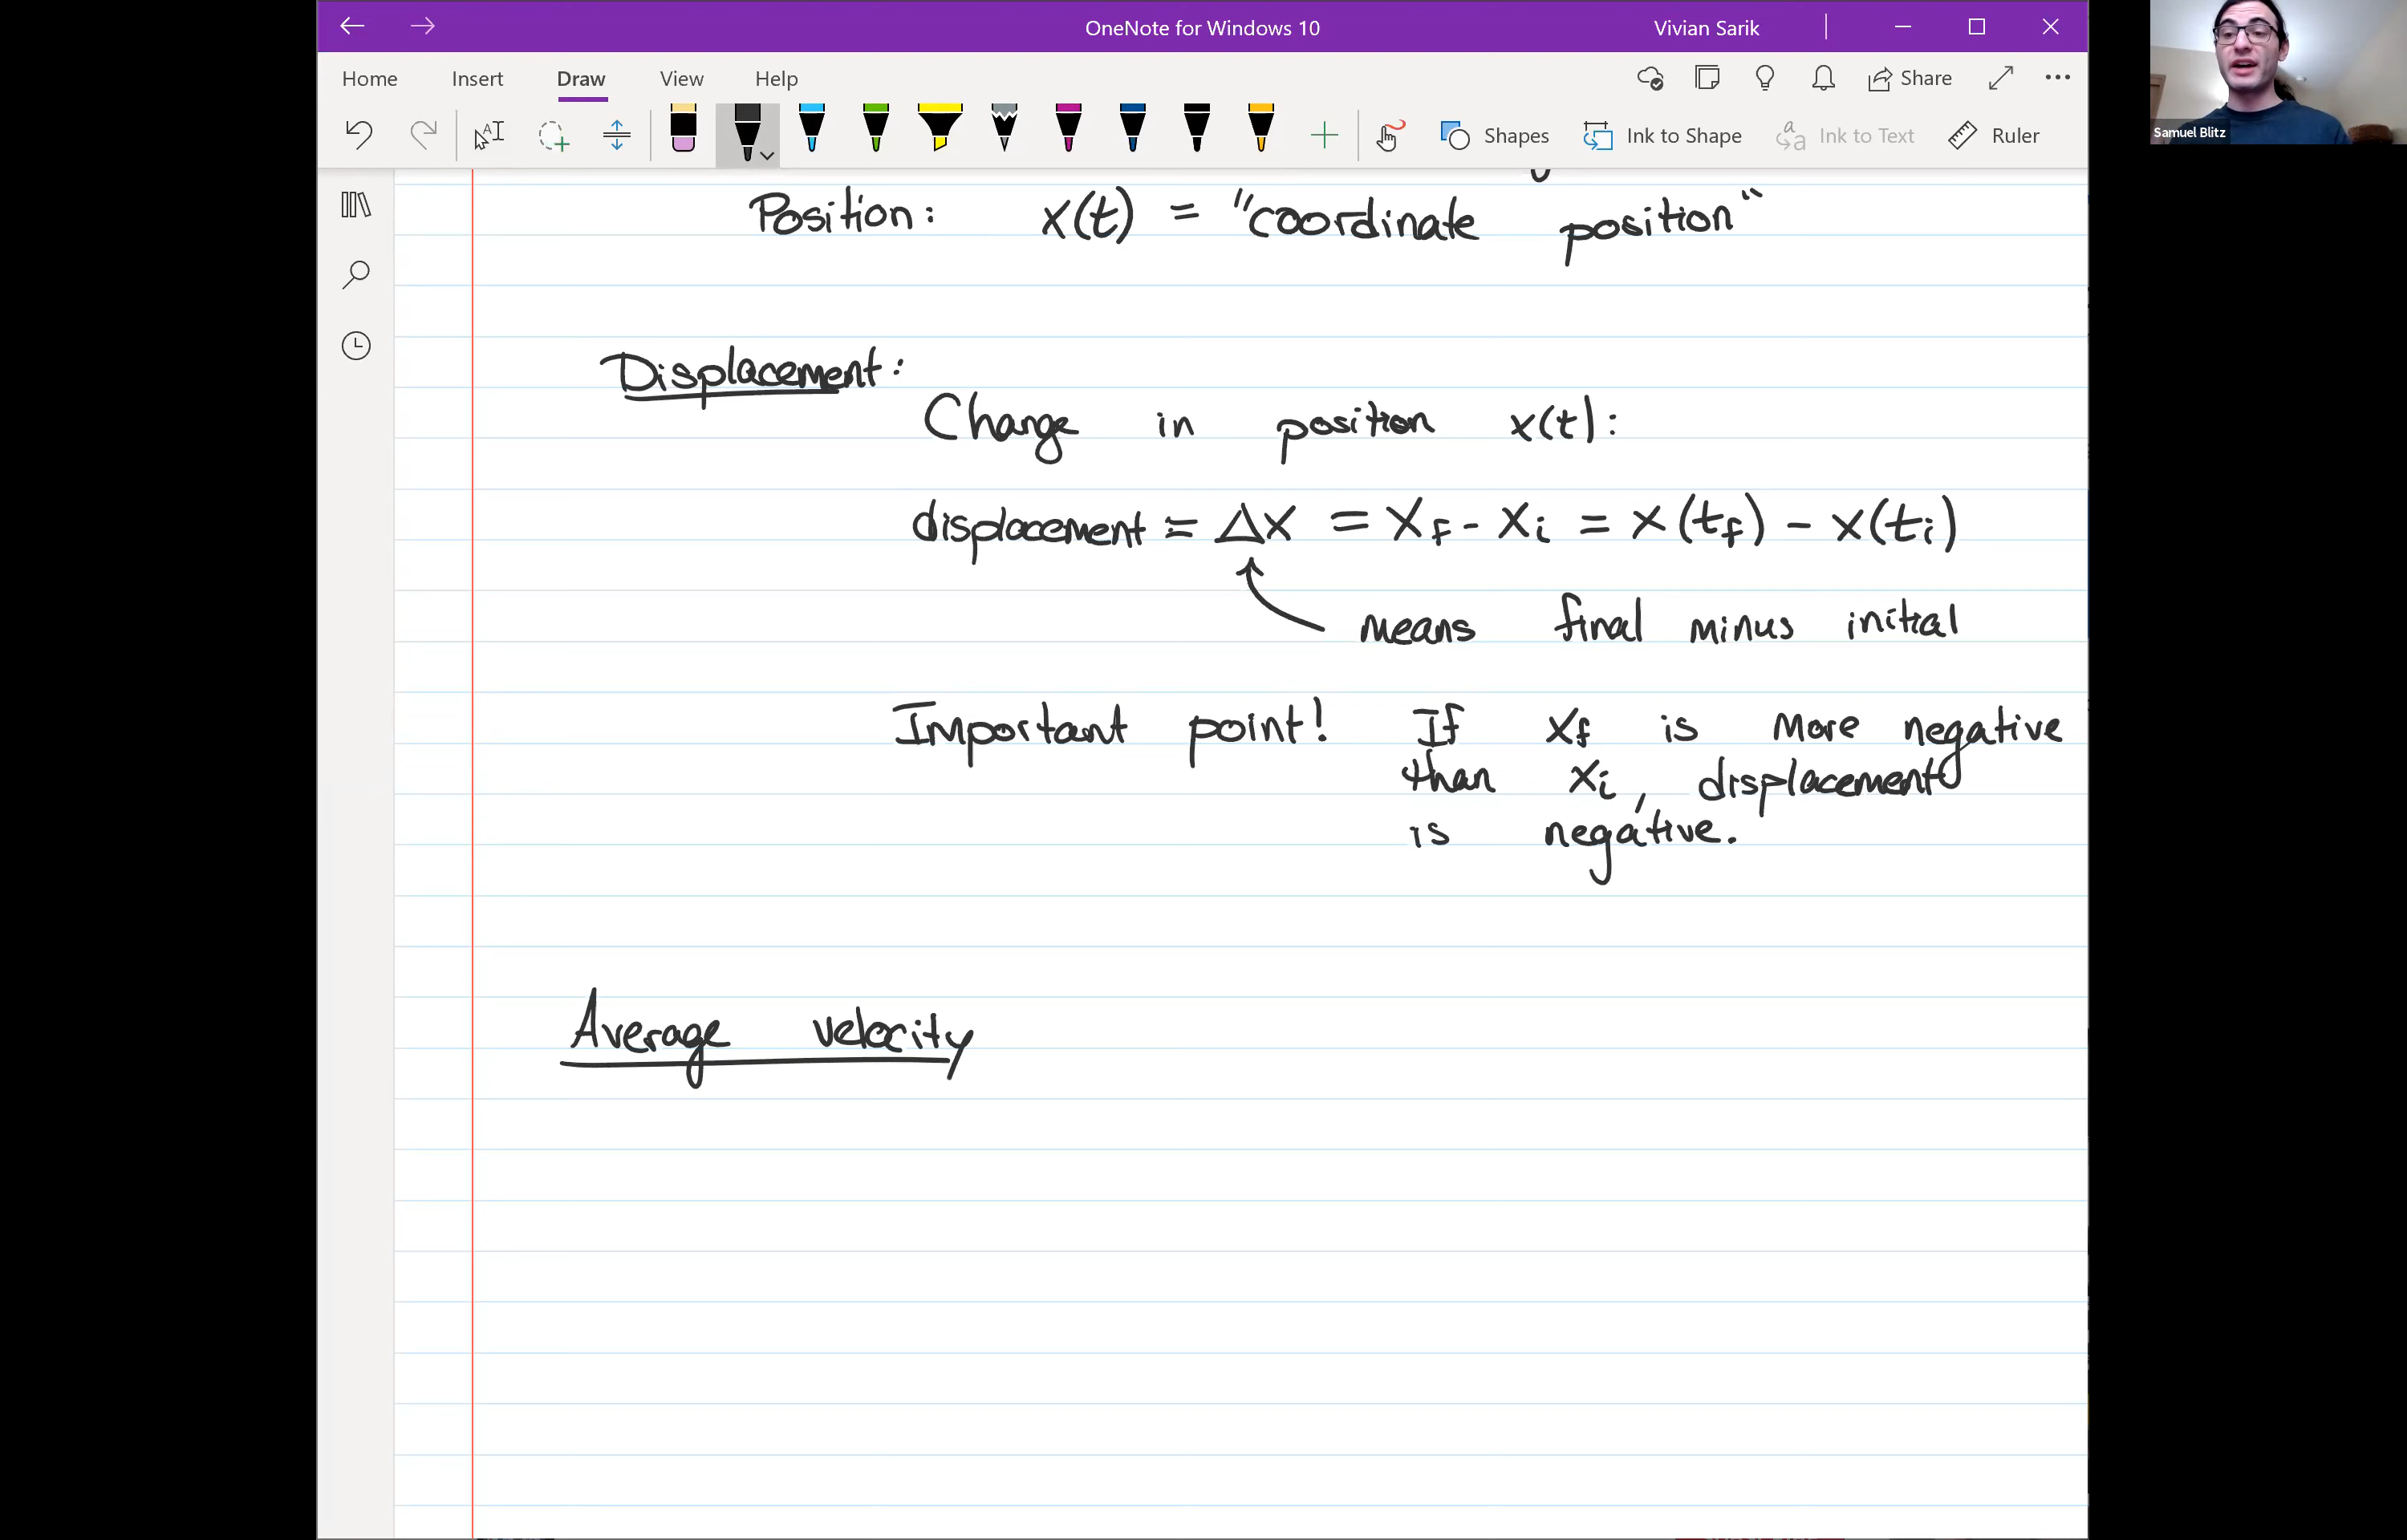 OneNote for Windows 10
Vivian Sarik
Home Insert Draw View Help
Share
Shapes Ink to Shape Ink to Text Ruler
Samuel Blitz
Position: x(t) = "coordinate position"
Displacement:
Change in position x(t):
displacement = Δx = xf - xi = x(tf) - x(ti)
means final minus initial
Important point! If xf is more negative
than xi, displacement
is negative.
Average velocity